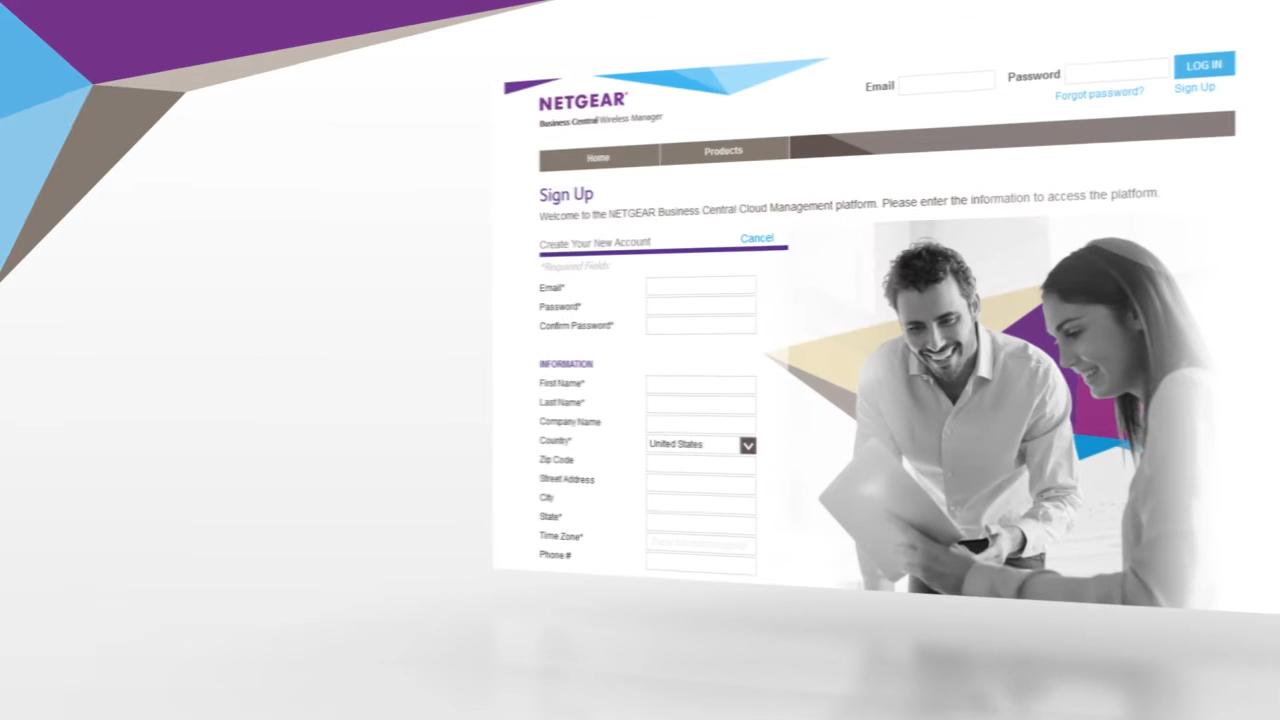 NETGEAR
Business Central Wireless Manager
Email
Password
LOG IN
Forgot password?
Sign Up
Home
Products
Sign Up
Welcome to the NETGEAR Business Central Cloud Management platform. Please enter the information to access the platform.
Create Your New Account
Cancel
*Required Fields
Email*
Password*
Confirm Password*
INFORMATION
First Name*
Last Name*
Company Name
Country*
United States
Zip Code
Street Address
City
State*
Time Zone*
Phone #